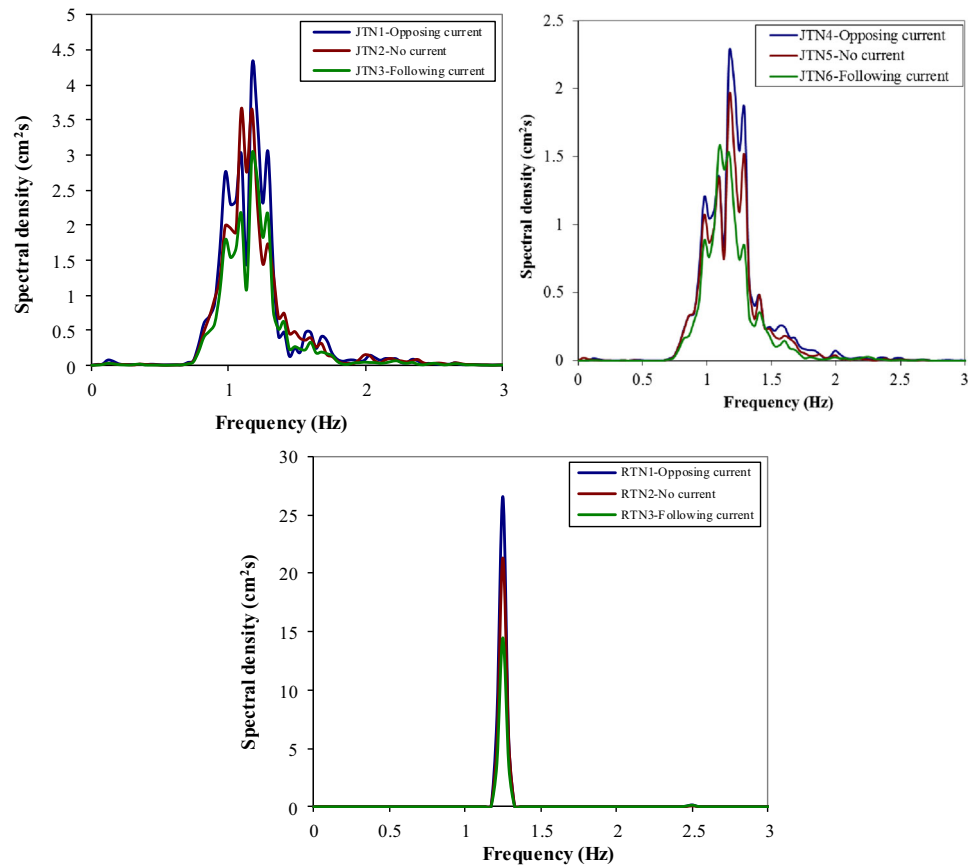 5
4.5
4
3.5
3
2.5
2
1.5
1
0.5
0
Spectral density (cm²s)
JTN1-Opposing current
JTN2-No current
JTN3-Following current
0 1 2 3
Frequency (Hz)
2.5
2
1.5
1
0.5
0
Spectral density (cm²s)
JTN4-Opposing current
JTN5-No current
JTN6-Following current
0 0.5 1 1.5 2 2.5 3
Frequency (Hz)
30
25
20
15
10
5
0
Spectral density (cm²s)
RTN1-Opposing current
RTN2-No current
RTN3-Following current
0 0.5 1 1.5 2 2.5 3
Frequency (Hz)